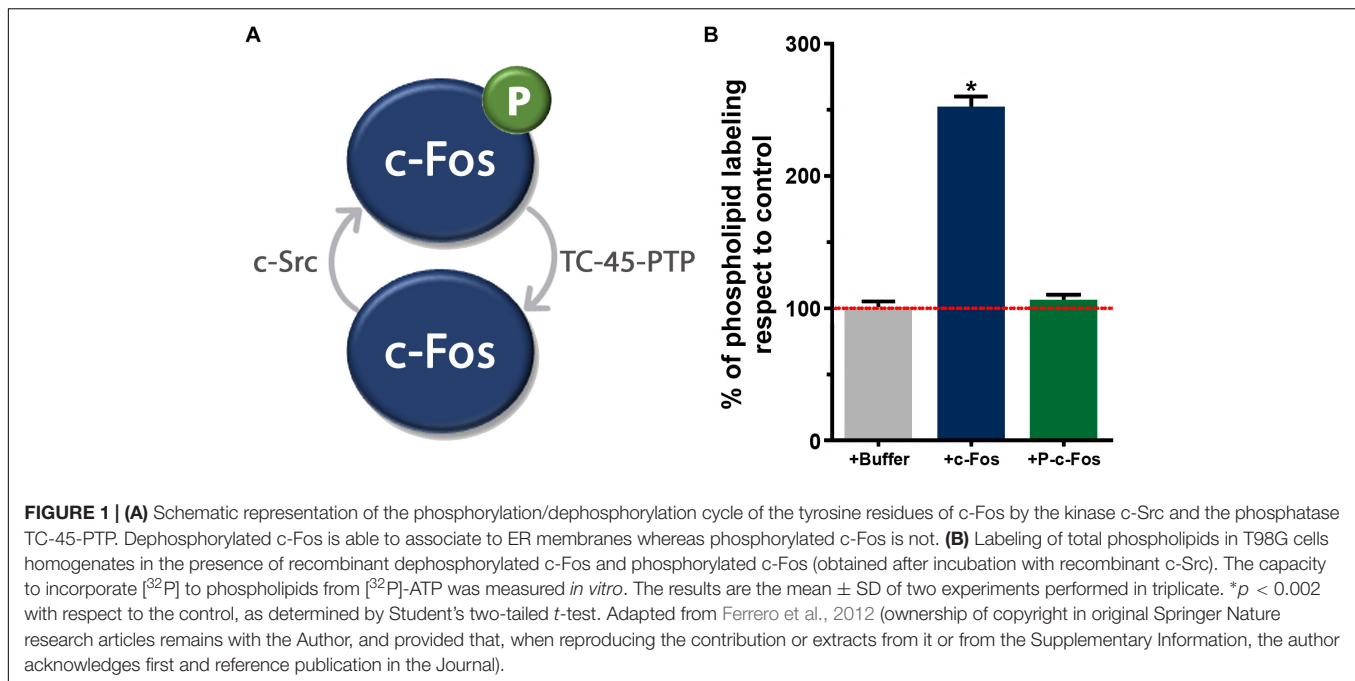 A
P
c-Fos
c-Src
TC-45-PTP
c-Fos
B
% of phospholipid labeling
respect to control
300
200
100
0
*
+Buffer
+c-Fos
+P-c-Fos
FIGURE 1 | (A) Schematic representation of the phosphorylation/dephosphorylation cycle of the tyrosine residues of c-Fos by the kinase c-Src and the phosphatase
TC-45-PTP. Dephosphorylated c-Fos is able to associate to ER membranes whereas phosphorylated c-Fos is not. (B) Labeling of total phospholipids in T98G cells
homogenates in the presence of recombinant dephosphorylated c-Fos and phosphorylated c-Fos (obtained after incubation with recombinant c-Src). The capacity
to incorporate [³²P] to phospholipids from [³²P]-ATP was measured in vitro. The results are the mean ± SD of two experiments performed in triplicate. *p < 0.002
with respect to the control, as determined by Student's two-tailed t-test. Adapted from Ferrero et al., 2012 (ownership of copyright in original Springer Nature
research articles remains with the Author, and provided that, when reproducing the contribution or extracts from it or from the Supplementary Information, the author
acknowledges first and reference publication in the Journal).